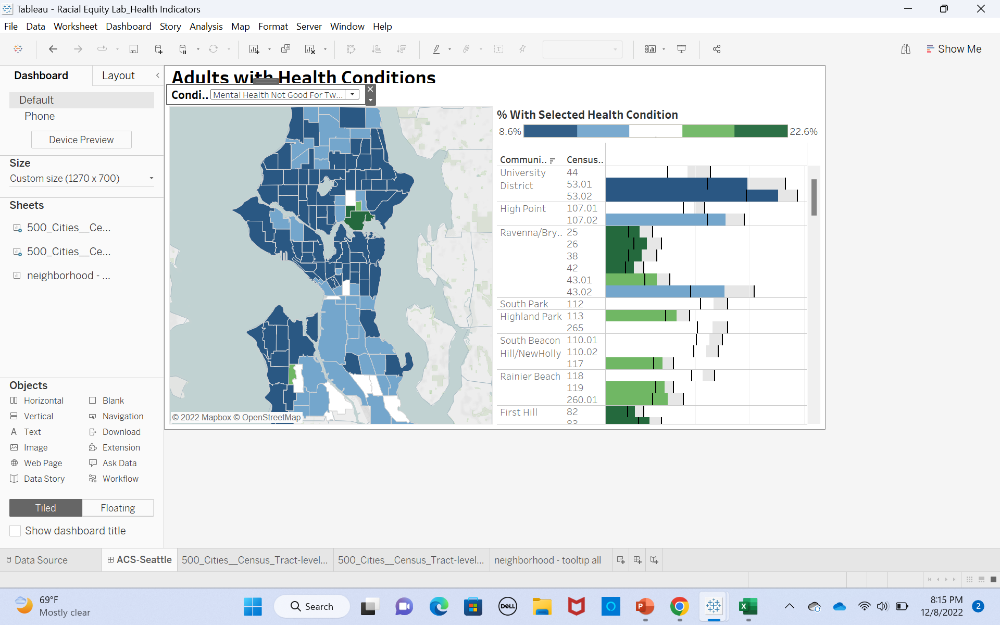 Tableau - Racial Equity Lab_Health Indicators
File Data Worksheet Dashboard Story Analysis Map Format Server Window Help
Show Me
Dashboard
Layout
Default
Phone
Device Preview
Size
Custom size (1270 x 700)
Sheets
500_Cities__Ce...
500_Cities__Ce...
neighborhood - ...
Objects
Horizontal
Blank
Vertical
Navigation
Text
Download
Image
Extension
Web Page
Ask Data
Data Story
Workflow
Tiled
Floating
Show dashboard title
Adults with Health Conditions
Condi.. Mental Health Not Good For Tw...
© 2022 Mapbox © OpenStreetMap
% With Selected Health Condition
8.6% 22.6%
Communi.. Census..
University District
44
53.01
53.02
High Point
107.01
107.02
Ravenna/Bry..
25
26
38
42
43.01
43.02
South Park 112
Highland Park 113
265
South Beacon Hill/NewHolly
110.01
110.02
117
Rainier Beach 118
119
260.01
First Hill 82
83
Data Source
ACS-Seattle
500_Cities__Census_Tract-level...
500_Cities__Census_Tract-level...
neighborhood - tooltip all
69°F
Mostly clear
Search
DELL
8:15 PM
12/8/2022
2